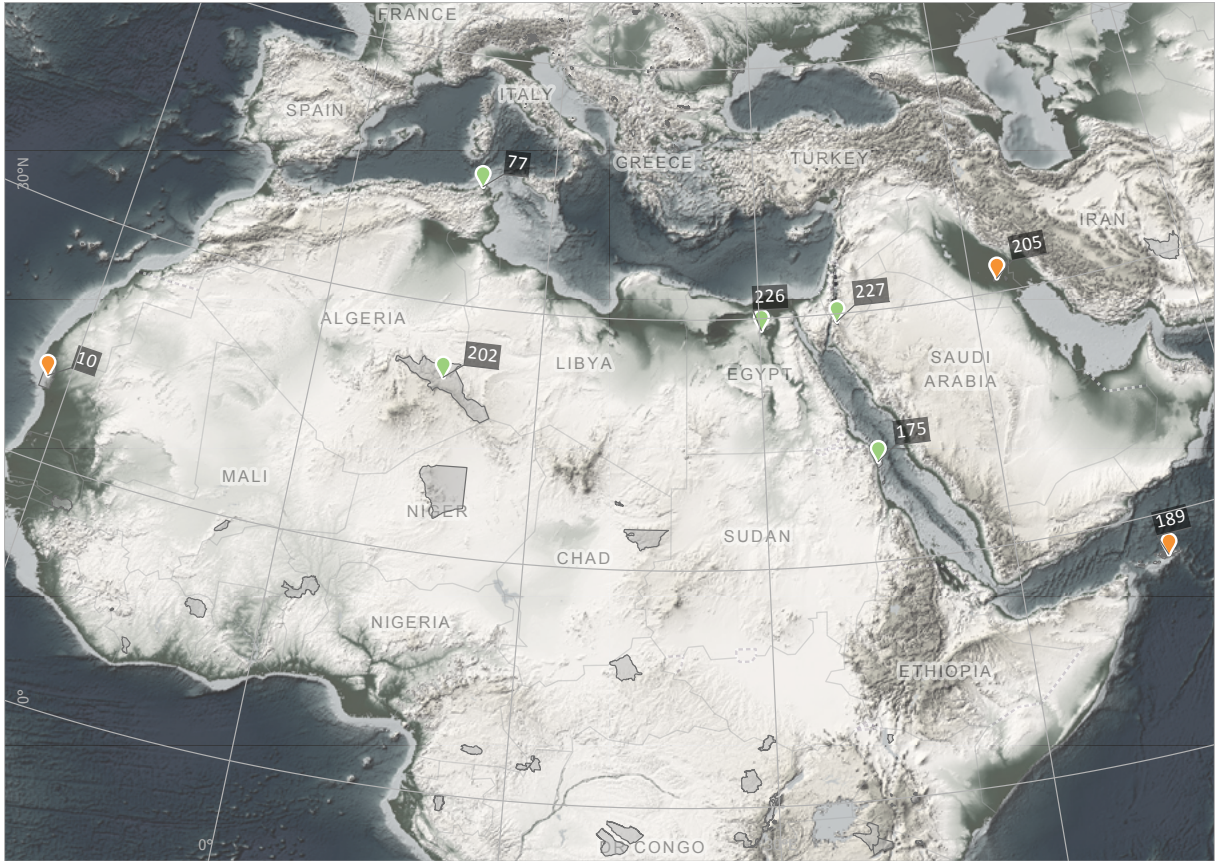 FRANCE
ITALY
SPAIN
77
GREECE
TURKEY
30°N
IRAN
205
226
227
ALGERIA
10
202
LIBYA
EGYPT
SAUDI
ARABIA
175
MALI
NIGER
189
SUDAN
CHAD
NIGERIA
ETHIOPIA
0°
0°
CONGO